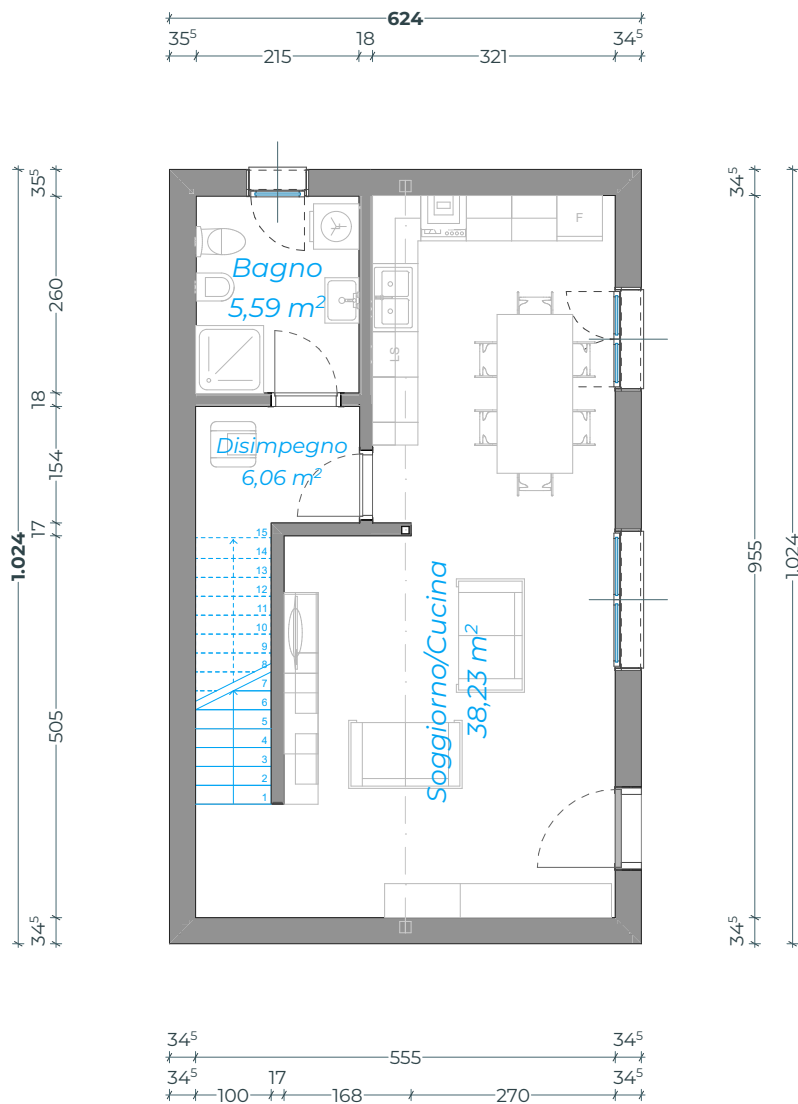 624
35⁵ 18 34⁵
215 321
35⁵
260
18
154
17
505
34⁵
1.024
34⁵
955
34⁵
1.024
F
Bagno
5,59 m²
LS
Disimpegno
6,06 m²
15
14
13
12
11
10
9
8
7
6
5
4
3
2
1
Soggiorno/Cucina
38,23 m²
34⁵ 34⁵
555
34⁵ 17 34⁵
100 168 270